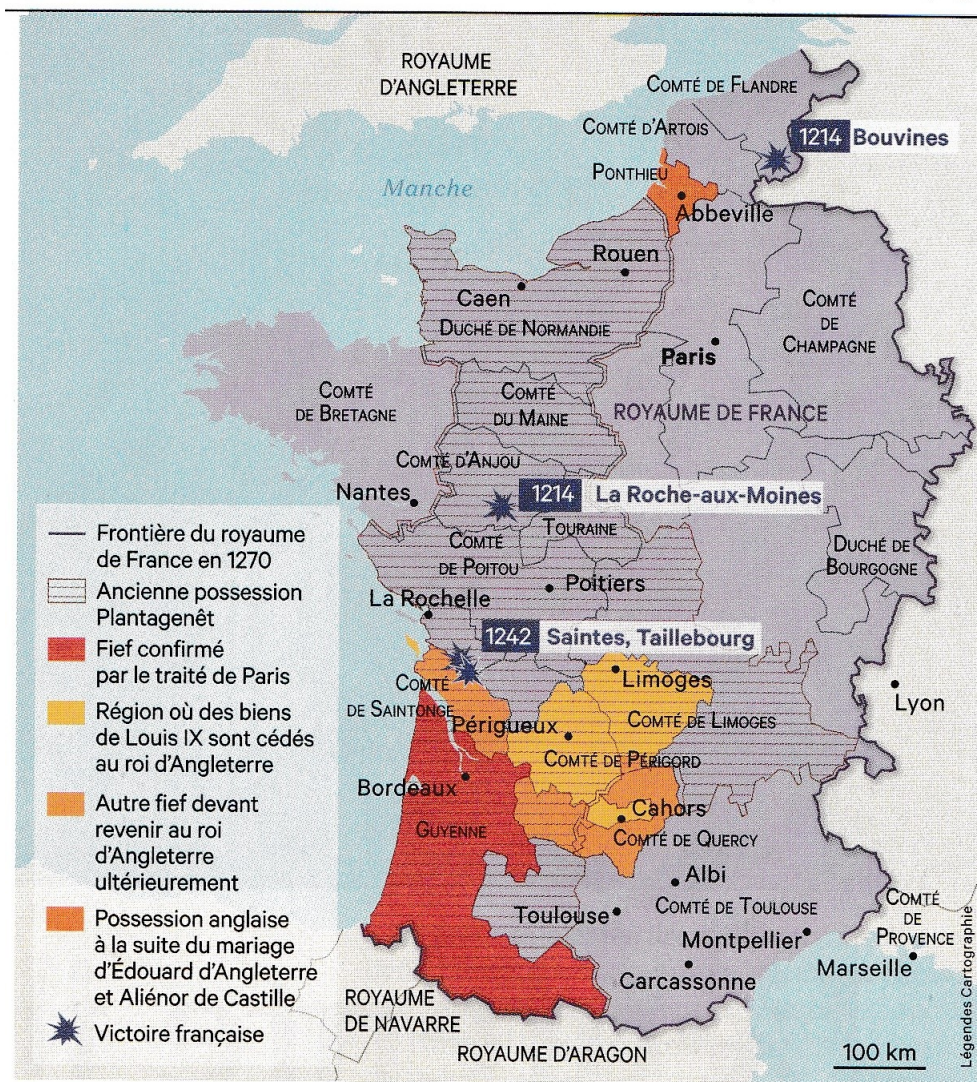 ROYAUME
D'ANGLETERRE
COMTÉ DE FLANDRE
COMTÉ D'ARTOIS
1214 Bouvines
PONTHIEU
Manche
Abbeville
Rouen
Caen
DUCHÉ DE NORMANDIE
COMTÉ
DE
CHAMPAGNE
Paris
COMTÉ
DE BRETAGNE
COMTÉ
DU MAINE
ROYAUME DE FRANCE
COMTÉ D'ANJOU
Nantes
1214 La Roche-aux-Moines
TOURAINE
COMTÉ
DE POITOU
DUCHÉ DE
BOURGOGNE
Poitiers
La Rochelle
1242 Saintes, Taillebourg
Limoges
Lyon
COMTÉ
DE SAINTONGE
Périgueux
COMTÉ DE LIMOGES
COMTÉ DE PÉRIGORD
Bordeaux
Cahors
GUYENNE
COMTÉ DE QUERCY
Albi
Toulouse
COMTÉ DE TOULOUSE
COMTÉ
DE
PROVENCE
Montpellier
Marseille
Carcassonne
ROYAUME
DE NAVARRE
ROYAUME D'ARAGON
100 km
Frontière du royaume
de France en 1270
Ancienne possession
Plantagenêt
Fief confirmé
par le traité de Paris
Région où des biens
de Louis IX sont cédés
au roi d'Angleterre
Autre fief devant
revenir au roi
d'Angleterre
ultérieurement
Possession anglaise
à la suite du mariage
d'Édouard d'Angleterre
et Aliénor de Castille
Victoire française
Légendes Cartographie